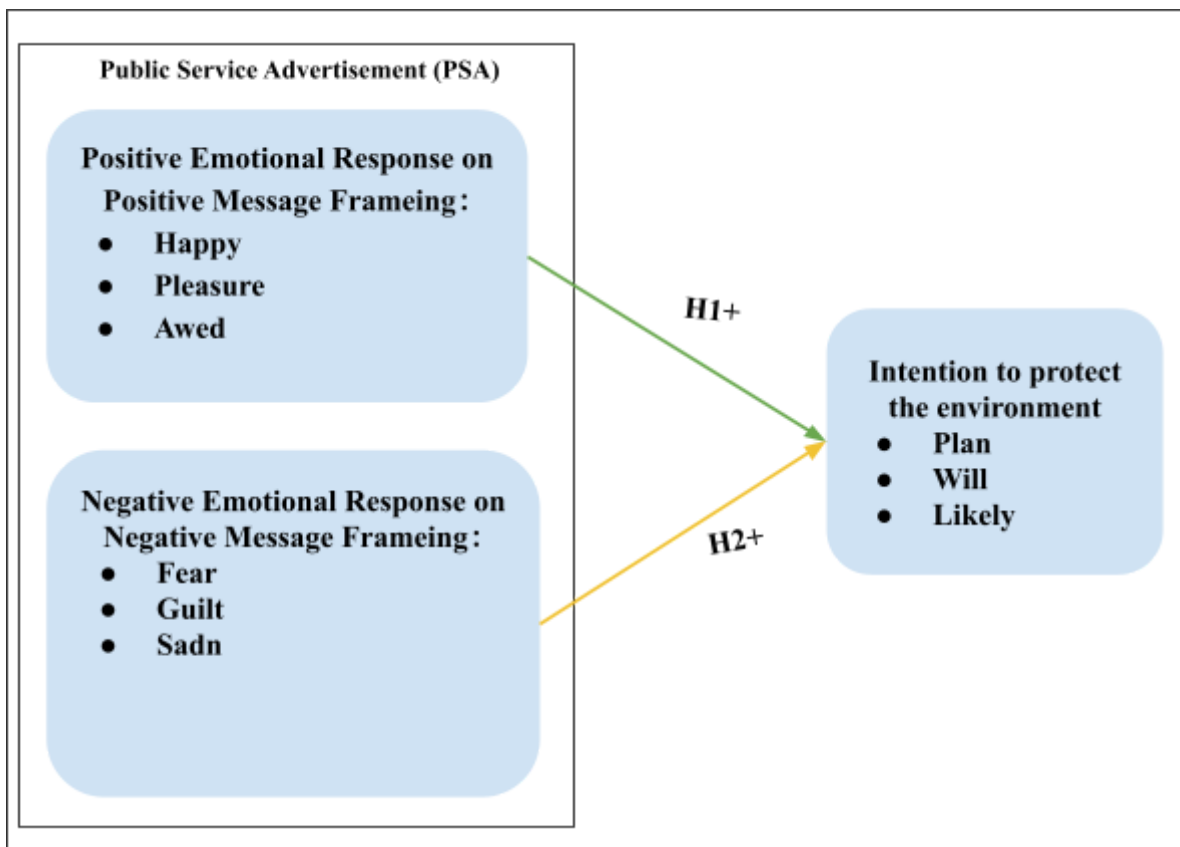 Public Service Advertisement (PSA)
Positive Emotional Response on
Positive Message Frameing：
● Happy
● Pleasure
● Awed
H1+
Negative Emotional Response on
Negative Message Frameing：
● Fear
● Guilt
● Sadn
H2+
Intention to protect
the environment
● Plan
● Will
● Likely